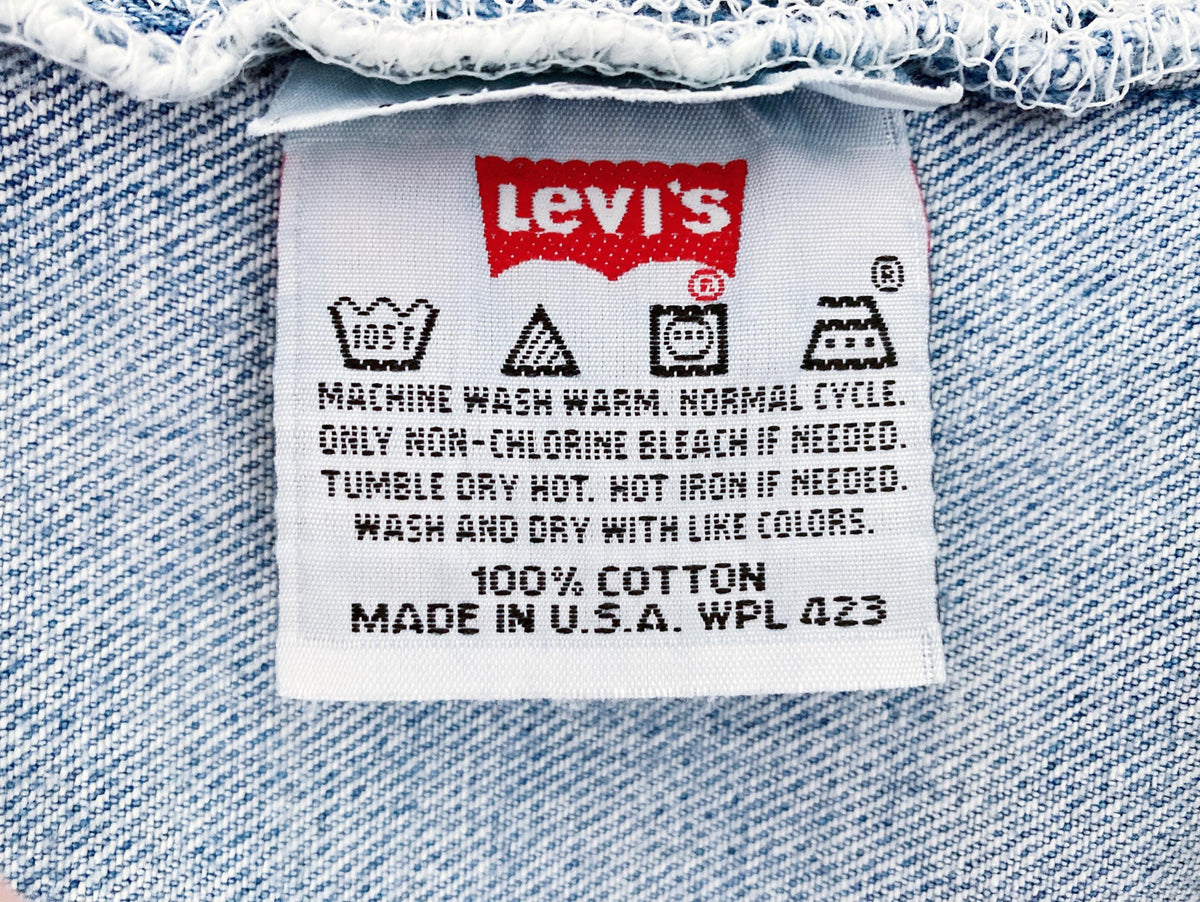 Levi's
®
®
105°F
MACHINE WASH WARM. NORMAL CYCLE.
ONLY NON-CHLORINE BLEACH IF NEEDED.
TUMBLE DRY HOT. HOT IRON IF NEEDED.
WASH AND DRY WITH LIKE COLORS.
100% COTTON
MADE IN U.S.A. WPL 423